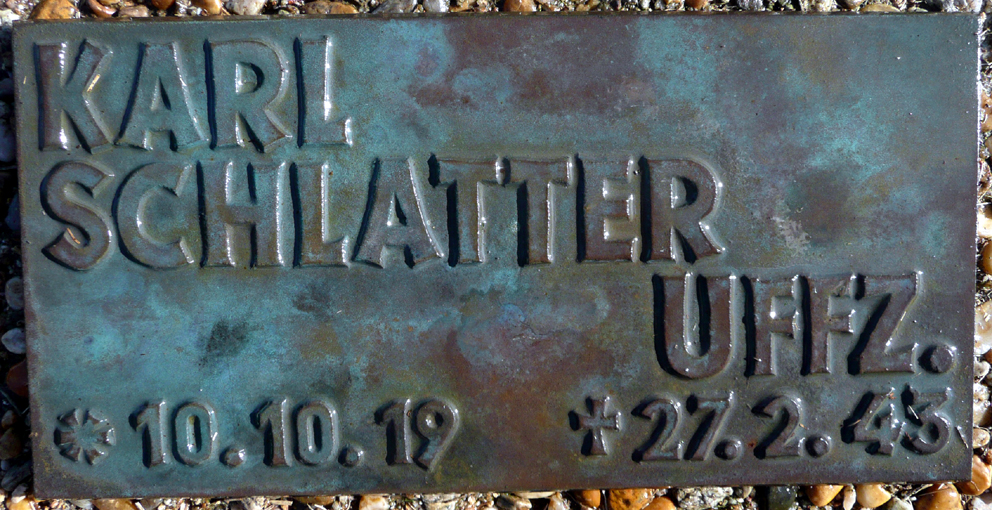 KARL
SCHLATTER
UFFZ.
* 10.10.19 ✝ 27.2.43